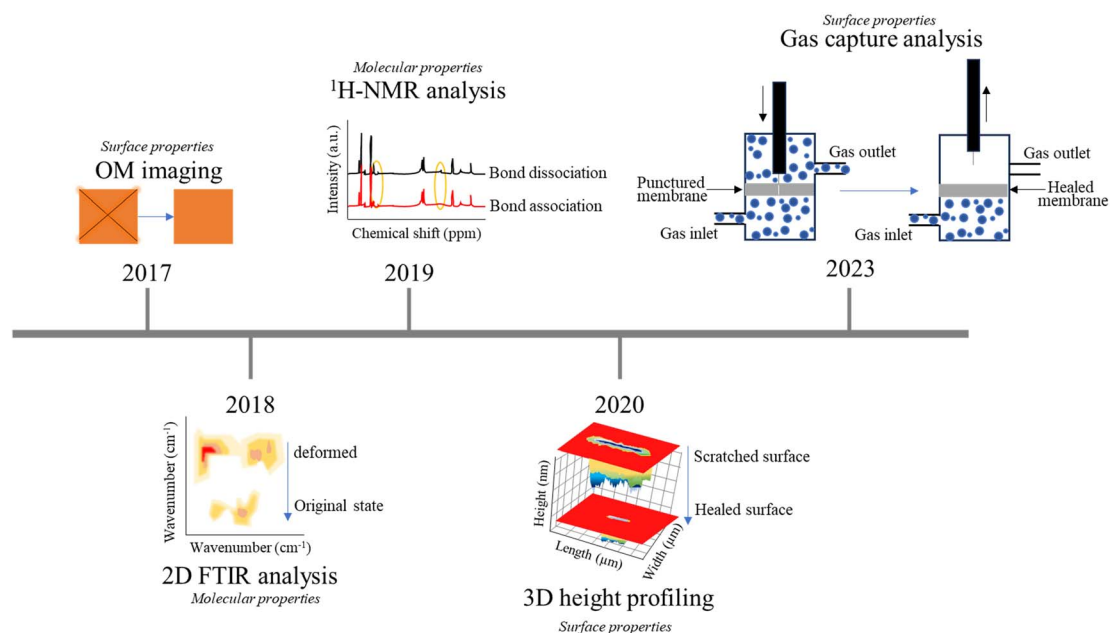 Surface properties
OM imaging
2017
Molecular properties
¹H-NMR analysis
Intensity (a.u.)
Bond dissociation
Bond association
Chemical shift (ppm)
2019
Surface properties
Gas capture analysis
Gas outlet
Punctured
membrane
Gas inlet
Gas outlet
Healed
membrane
Gas inlet
2023
2018
Wavenumber (cm⁻¹)
deformed
Original state
Wavenumber (cm⁻¹)
2D FTIR analysis
Molecular properties
2020
Height (nm)
Scratched surface
Healed surface
Length (µm)
Width (µm)
3D height profiling
Surface properties